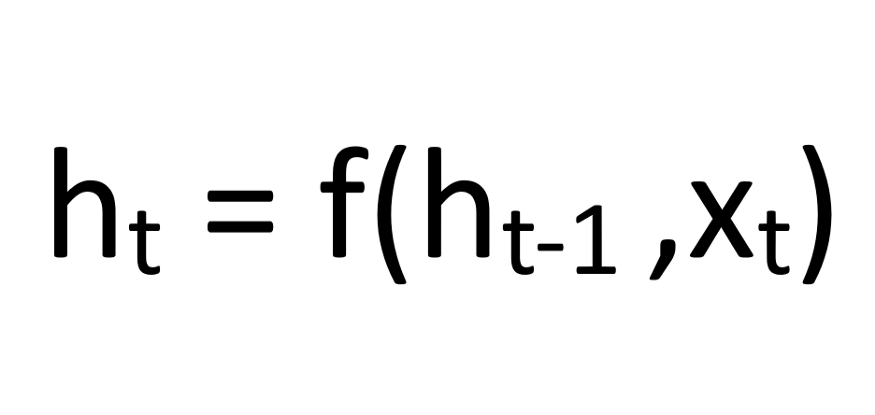 hₜ = f(hₜ₋₁ ,xₜ)